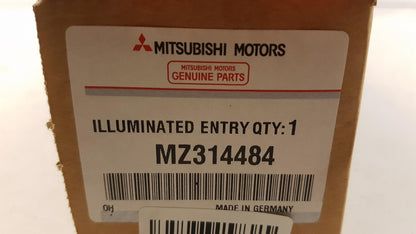 MITSUBISHI MOTORS
MITSUBISHI MOTORS
GENUINE PARTS
ILLUMINATED ENTRY QTY: 1
MZ314484
OH MADE IN GERMANY